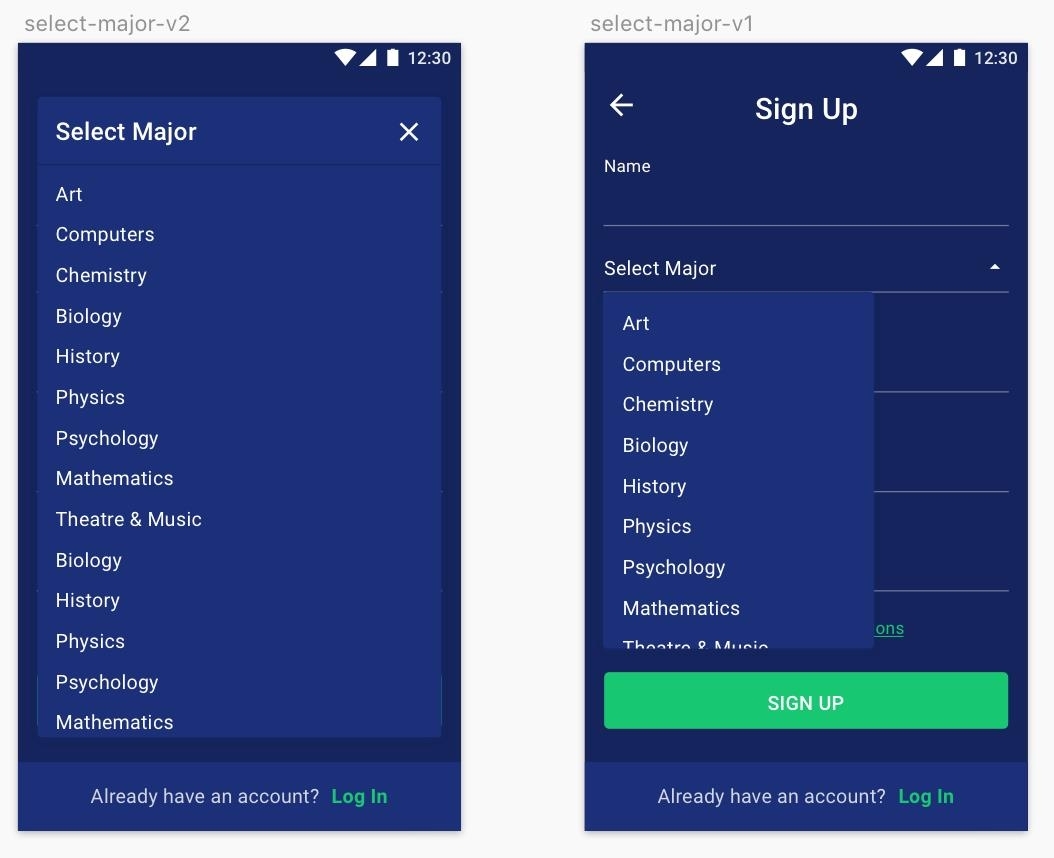 select-major-v2
12:30
Select Major
Art
Computers
Chemistry
Biology
History
Physics
Psychology
Mathematics
Theatre & Music
Biology
History
Physics
Psychology
Mathematics
Already have an account? Log In
select-major-v1
12:30
Sign Up
Name
Select Major
Art
Computers
Chemistry
Biology
History
Physics
Psychology
Mathematics
Theatre & Music
ons
SIGN UP
Already have an account? Log In